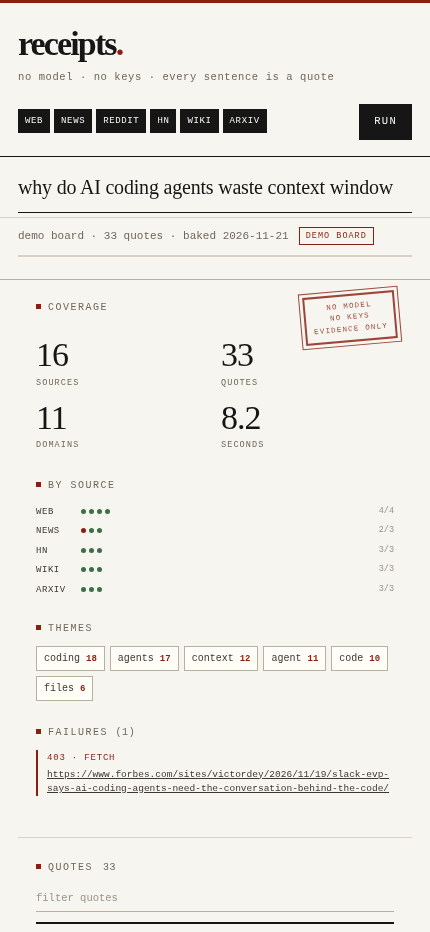 receipts.
no model · no keys · every sentence is a quote
WEB NEWS REDDIT HN WIKI ARXIV RUN
why do AI coding agents waste context window
demo board · 33 quotes · baked 2026-11-21 DEMO BOARD
NO MODEL
NO KEYS
EVIDENCE ONLY
COVERAGE
16 33
SOURCES QUOTES
11 8.2
DOMAINS SECONDS
BY SOURCE
WEB 4/4
NEWS 2/3
HN 3/3
WIKI 3/3
ARXIV 3/3
THEMES
coding 18 agents 17 context 12 agent 11 code 10
files 6
FAILURES (1)
403 · FETCH
https://www.forbes.com/sites/victordey/2026/11/19/slack-evp-
says-ai-coding-agents-need-the-conversation-behind-the-code/
QUOTES 33
filter quotes